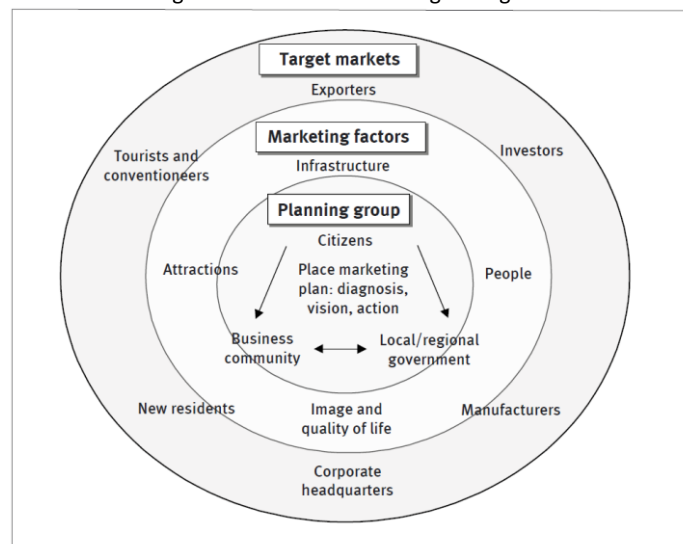 Target markets
Exporters
Marketing factors
Tourists and
conventioneers
Investors
Infrastructure
Planning group
Citizens
Attractions
Place marketing
plan: diagnosis,
vision, action
People
Business
community
Local/regional
government
New residents
Image and
quality of life
Manufacturers
Corporate
headquarters